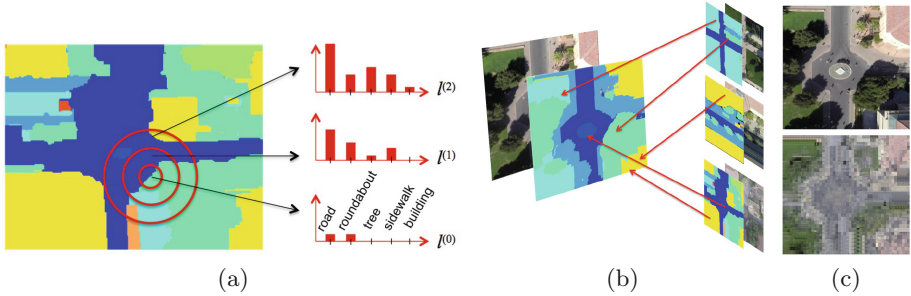 l(2)
l(1)
road
roundabout
tree
sidewalk
building
l(0)
(a)
(b)
(c)